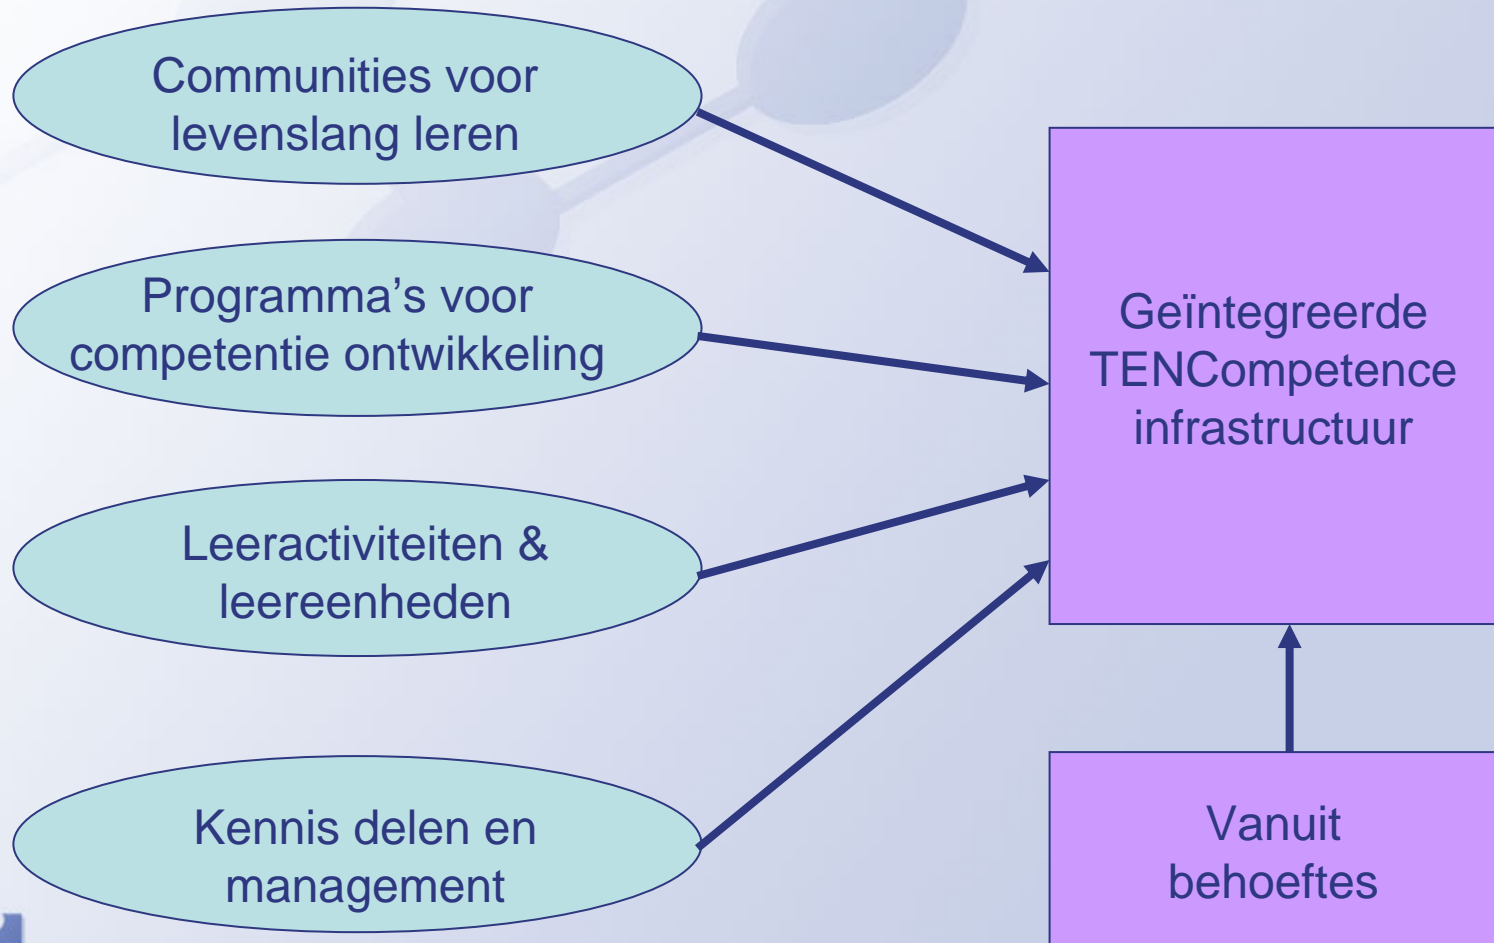 Communities voor
levenslang leren
Programma’s voor
competentie ontwikkeling
Leeractiviteiten &
leereenheden
Kennis delen en
management
Geïntegreerde
TENCompetence
infrastructuur
Vanuit
behoeftes